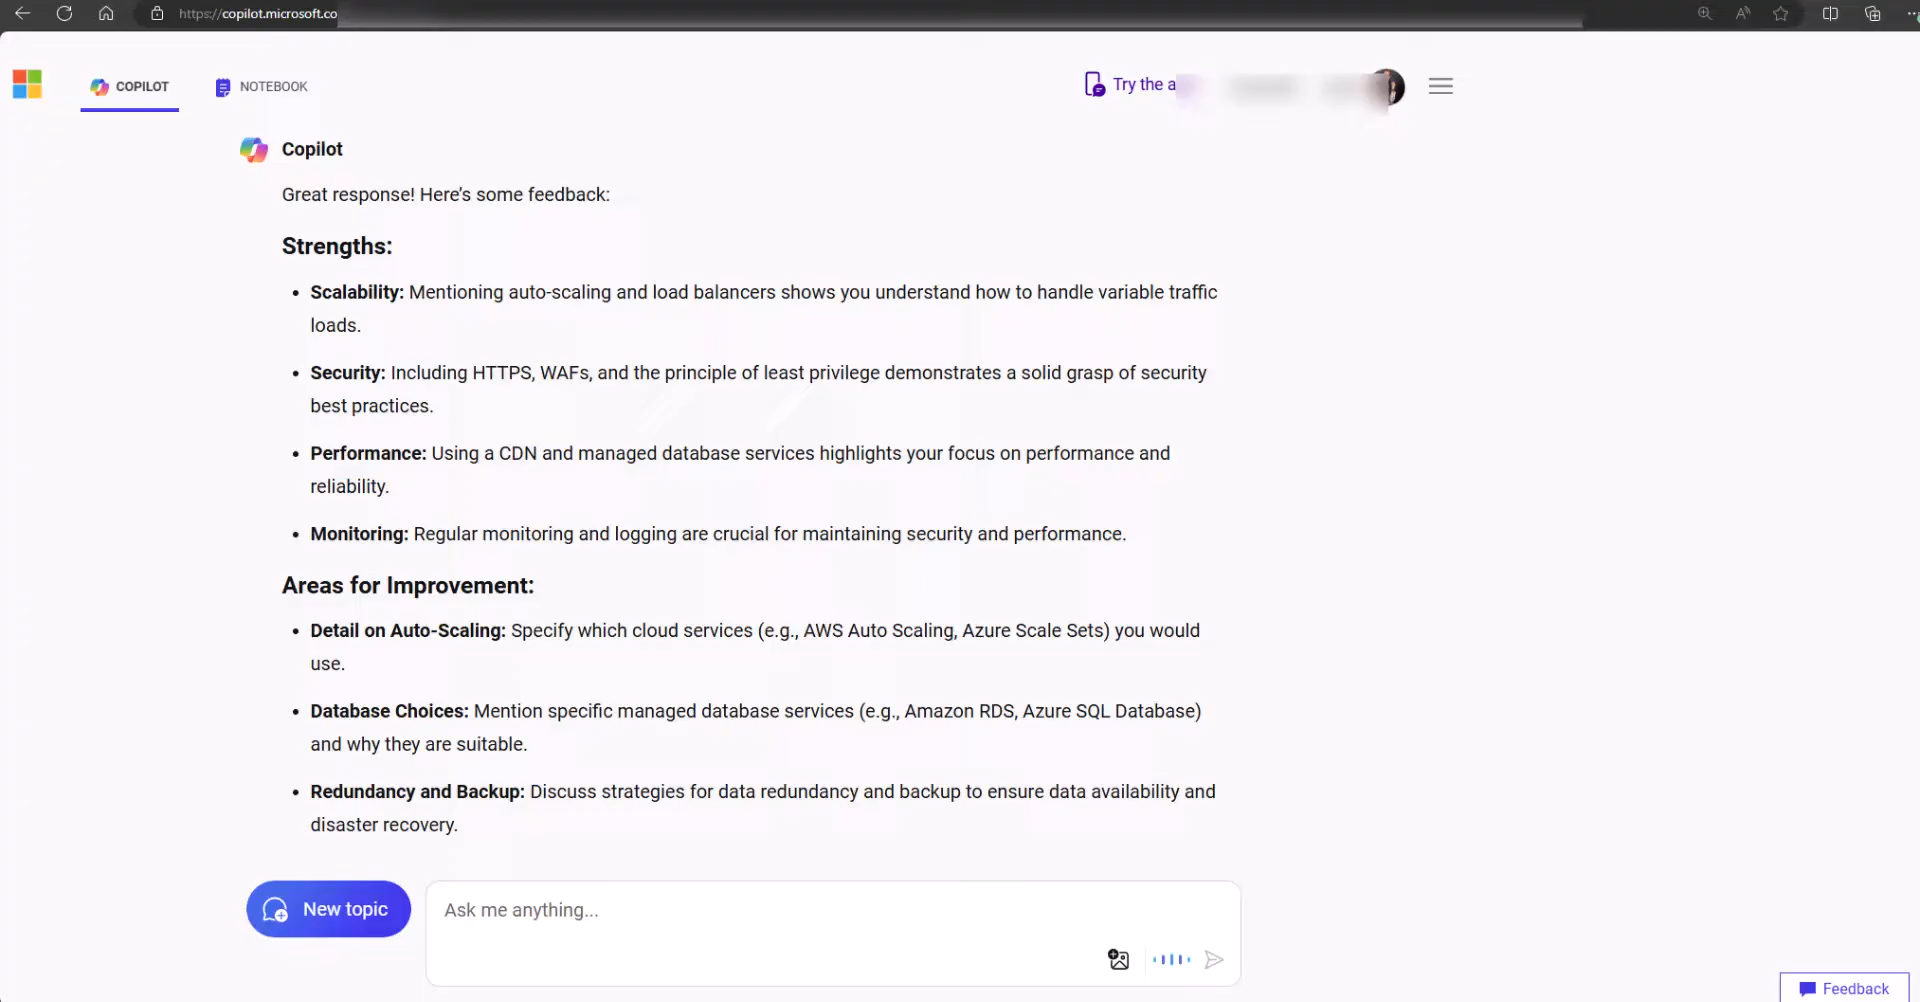 https://copilot.microsoft.co
COPILOT
NOTEBOOK
Try the a
Copilot
Great response! Here’s some feedback:
Strengths:
• Scalability: Mentioning auto-scaling and load balancers shows you understand how to handle variable traffic
loads.
• Security: Including HTTPS, WAFs, and the principle of least privilege demonstrates a solid grasp of security
best practices.
• Performance: Using a CDN and managed database services highlights your focus on performance and
reliability.
• Monitoring: Regular monitoring and logging are crucial for maintaining security and performance.
Areas for Improvement:
• Detail on Auto-Scaling: Specify which cloud services (e.g., AWS Auto Scaling, Azure Scale Sets) you would
use.
• Database Choices: Mention specific managed database services (e.g., Amazon RDS, Azure SQL Database)
and why they are suitable.
• Redundancy and Backup: Discuss strategies for data redundancy and backup to ensure data availability and
disaster recovery.
New topic
Ask me anything...
Feedback